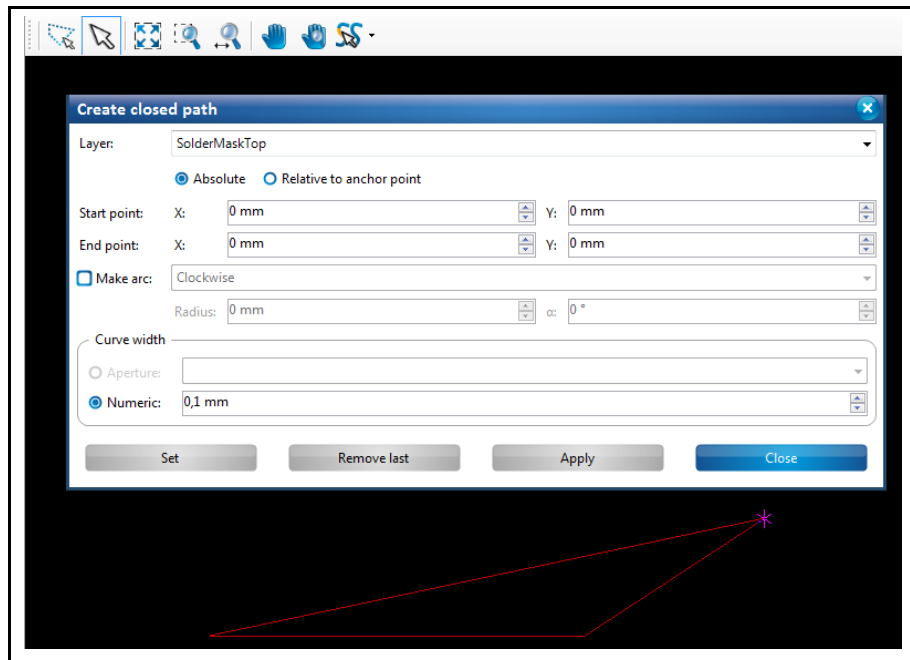 Create closed path
Layer: SolderMaskTop
Absolute Relative to anchor point
Start point: X: 0 mm Y: 0 mm
End point: X: 0 mm Y: 0 mm
Make arc: Clockwise
Radius: 0 mm α: 0 °
Curve width
Aperture:
Numeric: 0,1 mm
Set Remove last Apply Close